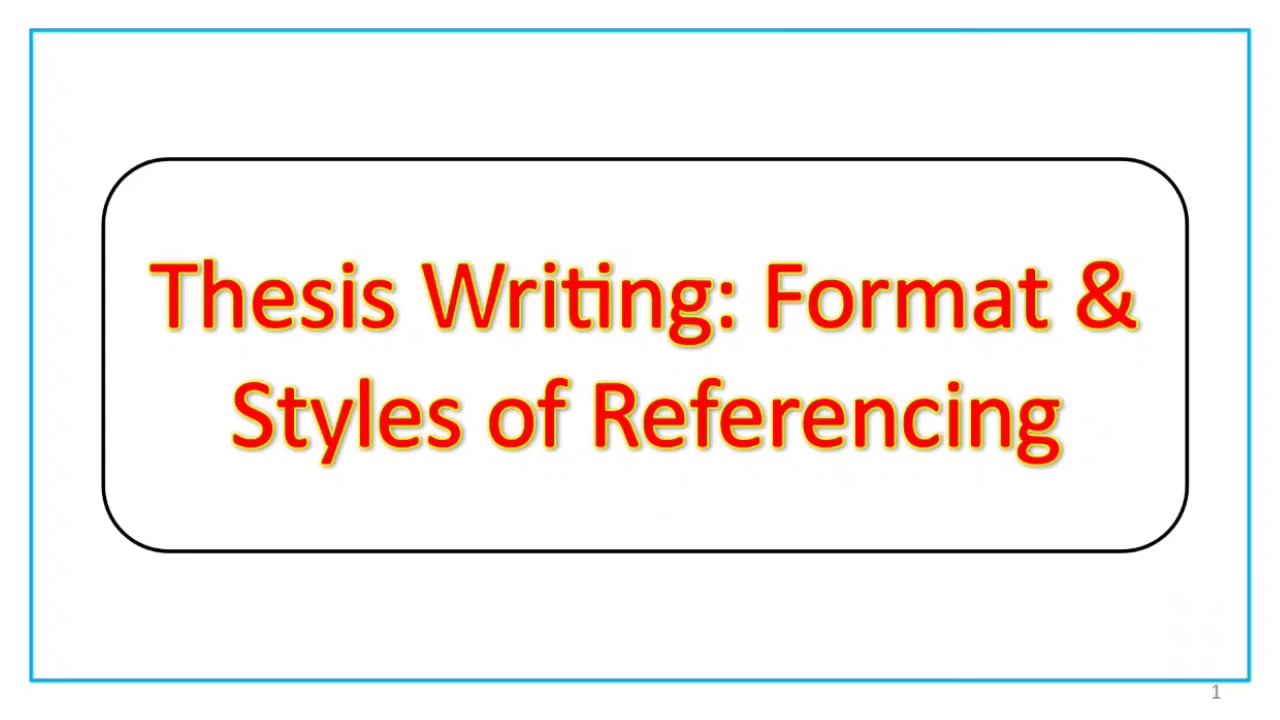 Thesis Writing: Format &
Styles of Referencing
1